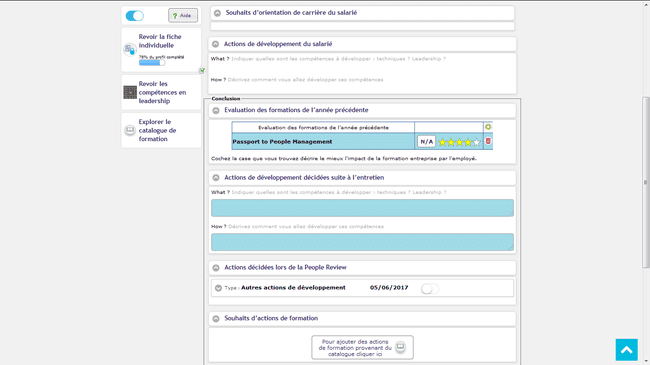 Aide
Revoir la fiche
individuelle
78% du profil complété
Revoir les
compétences en
leadership
Explorer le
catalogue de
formation
Souhaits d'orientation de carrière du salarié
Actions de développement du salarié
What ? Indiquer quelles sont les compétences à développer : techniques ? Leadership ?
How ? Décrivez comment vous allez développer ces compétences
Conclusion
Evaluation des formations de l'année précédente
Evaluation des formations de l'année précédente
Passport to People Management N/A
Cochez la case que vous trouvez décrire le mieux l'impact de la formation entreprise par l'employé.
Actions de développement décidées suite à l'entretien
What ? Indiquer quelles sont les compétences à développer : techniques ? Leadership ?
How ? Décrivez comment vous allez développer ces compétences
Actions décidées lors de la People Review
Type : Autres actions de développement 05/06/2017
Souhaits d'actions de formation
Pour ajouter des actions
de formation provenant du
catalogue cliquer ici